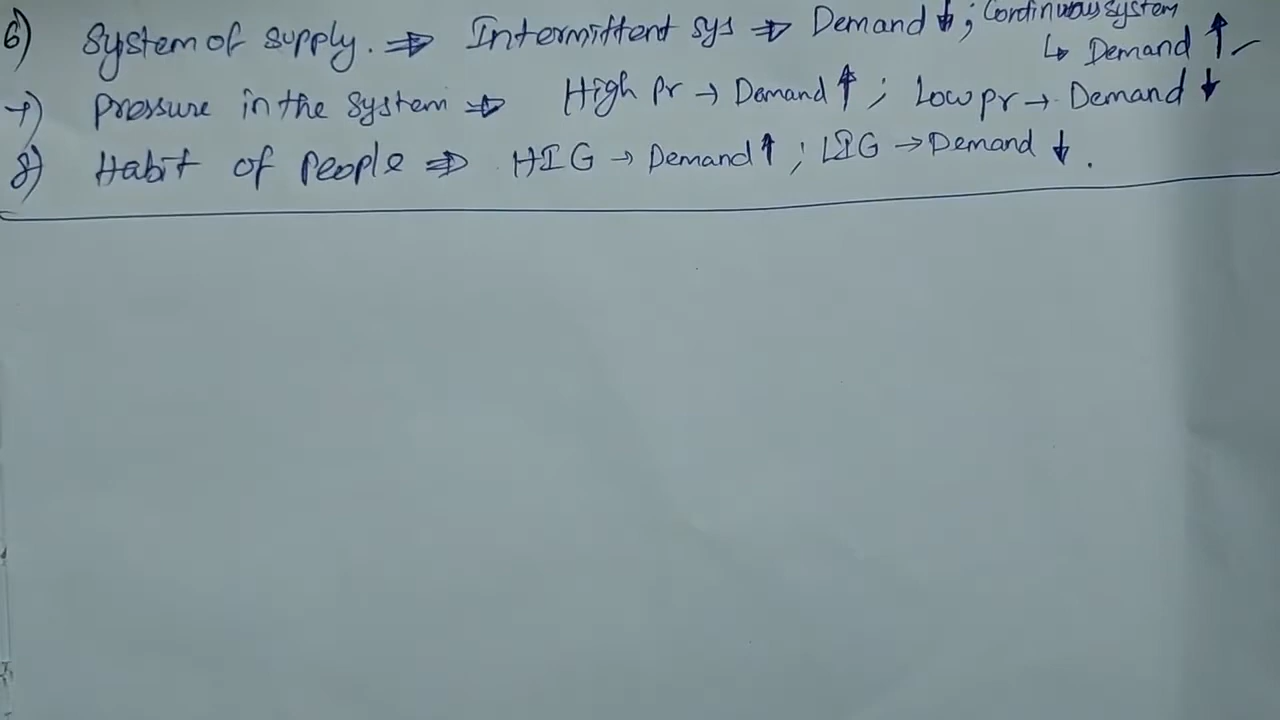 6) System of supply. ⇒ Intermittent sys ⇒ Demand ↓; Continuous system
↳ Demand ↑
7) Pressure in the system ⇒ High pr → Demand ↑; Low pr → Demand ↓
8) Habit of people ⇒ HIG → Demand ↑; LIG → Demand ↓.